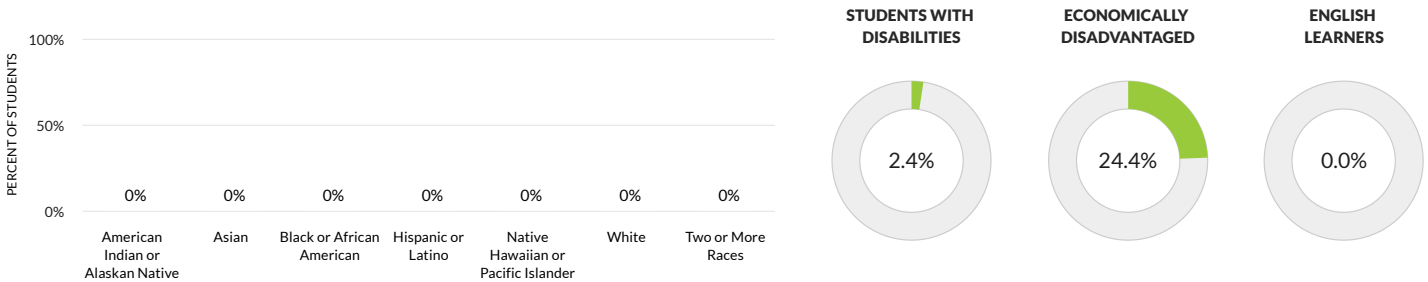 PERCENT OF STUDENTS
100%
50%
0%
0% 0% 0% 0% 0% 0% 0%
American
Indian or
Alaskan Native
Asian
Black or African
American
Hispanic or
Latino
Native
Hawaiian or
Pacific Islander
White
Two or More
Races
STUDENTS WITH
DISABILITIES
2.4%
ECONOMICALLY
DISADVANTAGED
24.4%
ENGLISH
LEARNERS
0.0%